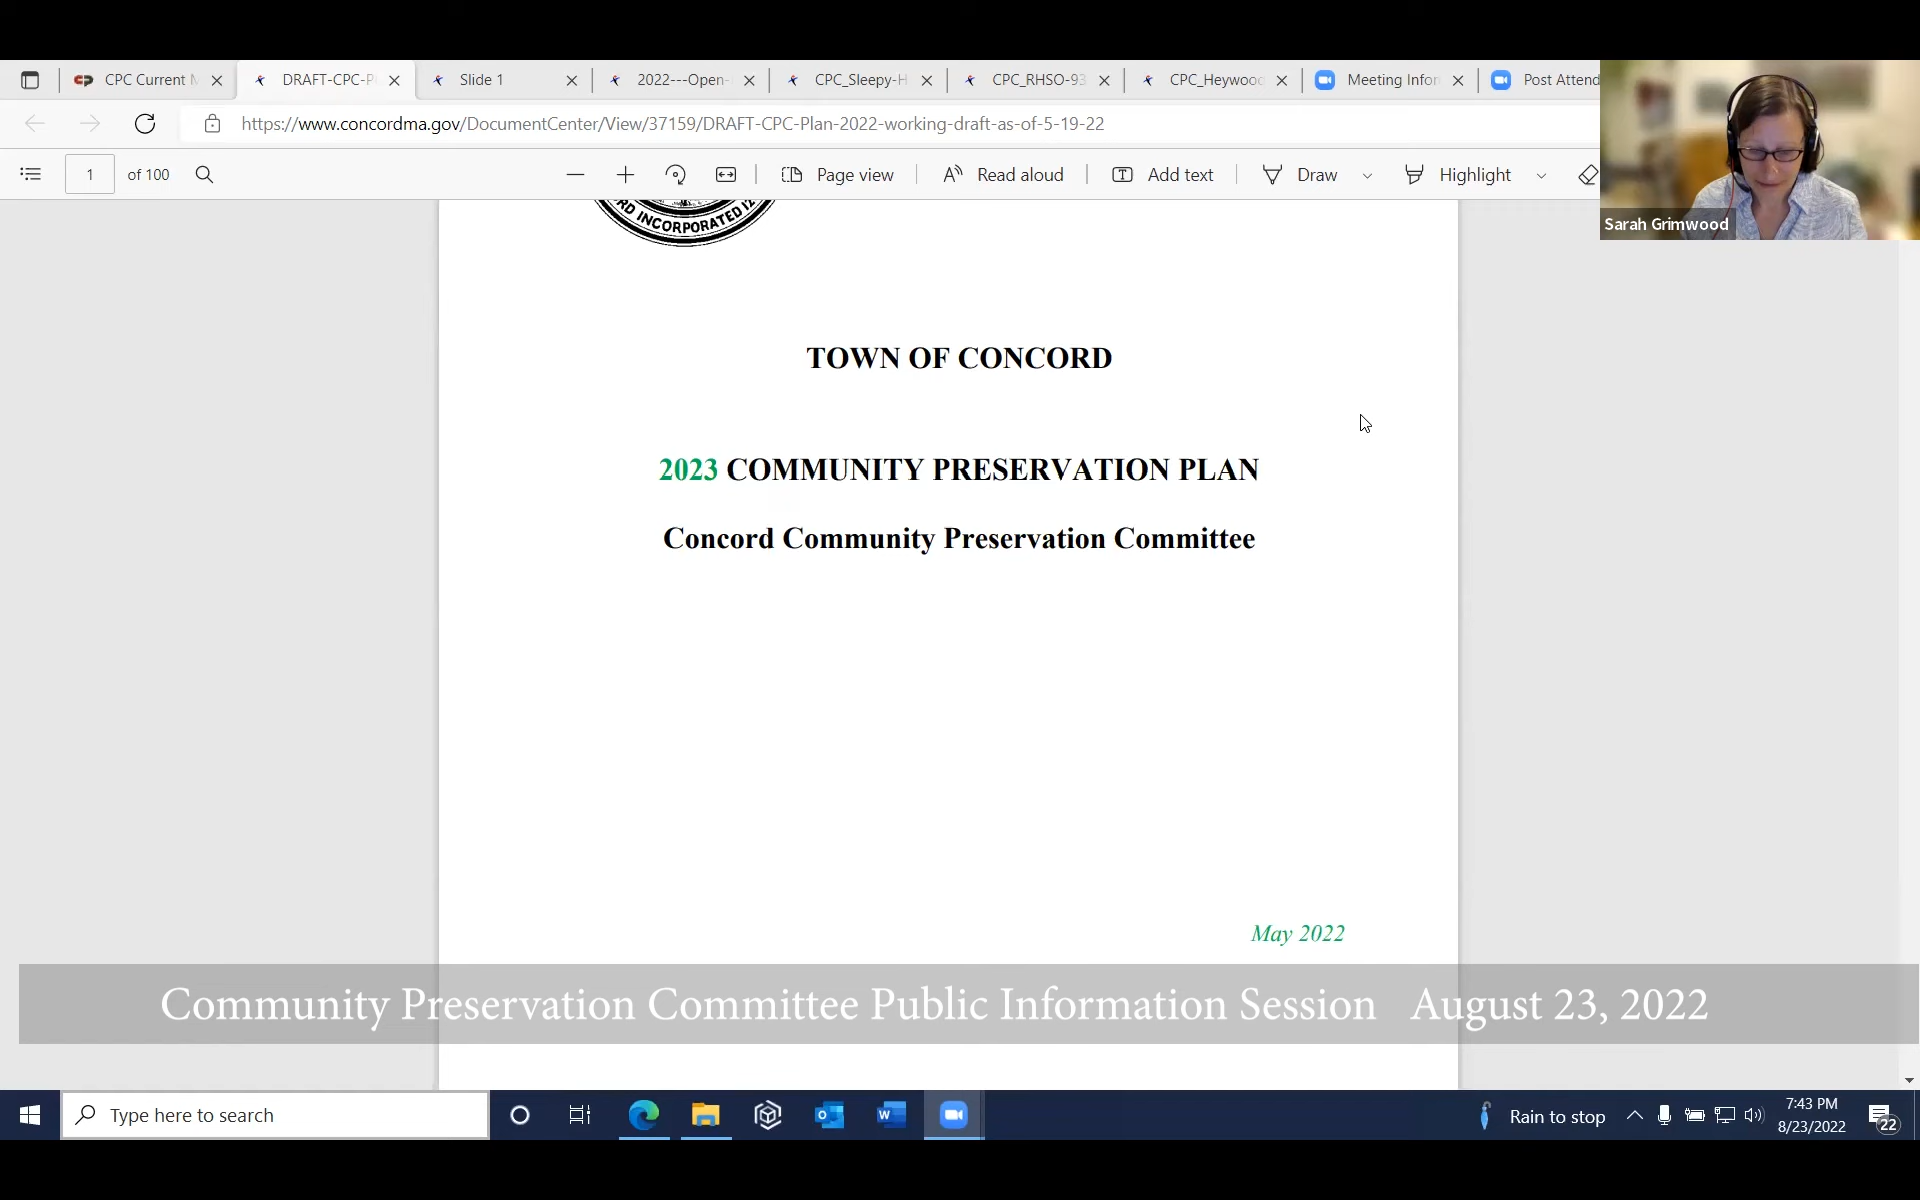 CPC Current M
DRAFT-CPC-P
Slide 1
2022---Open-
CPC_Sleepy-H
CPC_RHSO-93
CPC_Heywood
Meeting Infor
Post Attend
https://www.concordma.gov/DocumentCenter/View/37159/DRAFT-CPC-Plan-2022-working-draft-as-of-5-19-22
1 of 100
Page view
Read aloud
Add text
Draw
Highlight
Sarah Grimwood
RD INCORPORATED 1
TOWN OF CONCORD
2023 COMMUNITY PRESERVATION PLAN
Concord Community Preservation Committee
May 2022
Community Preservation Committee Public Information Session August 23, 2022
Type here to search
Rain to stop
7:43 PM
8/23/2022
22